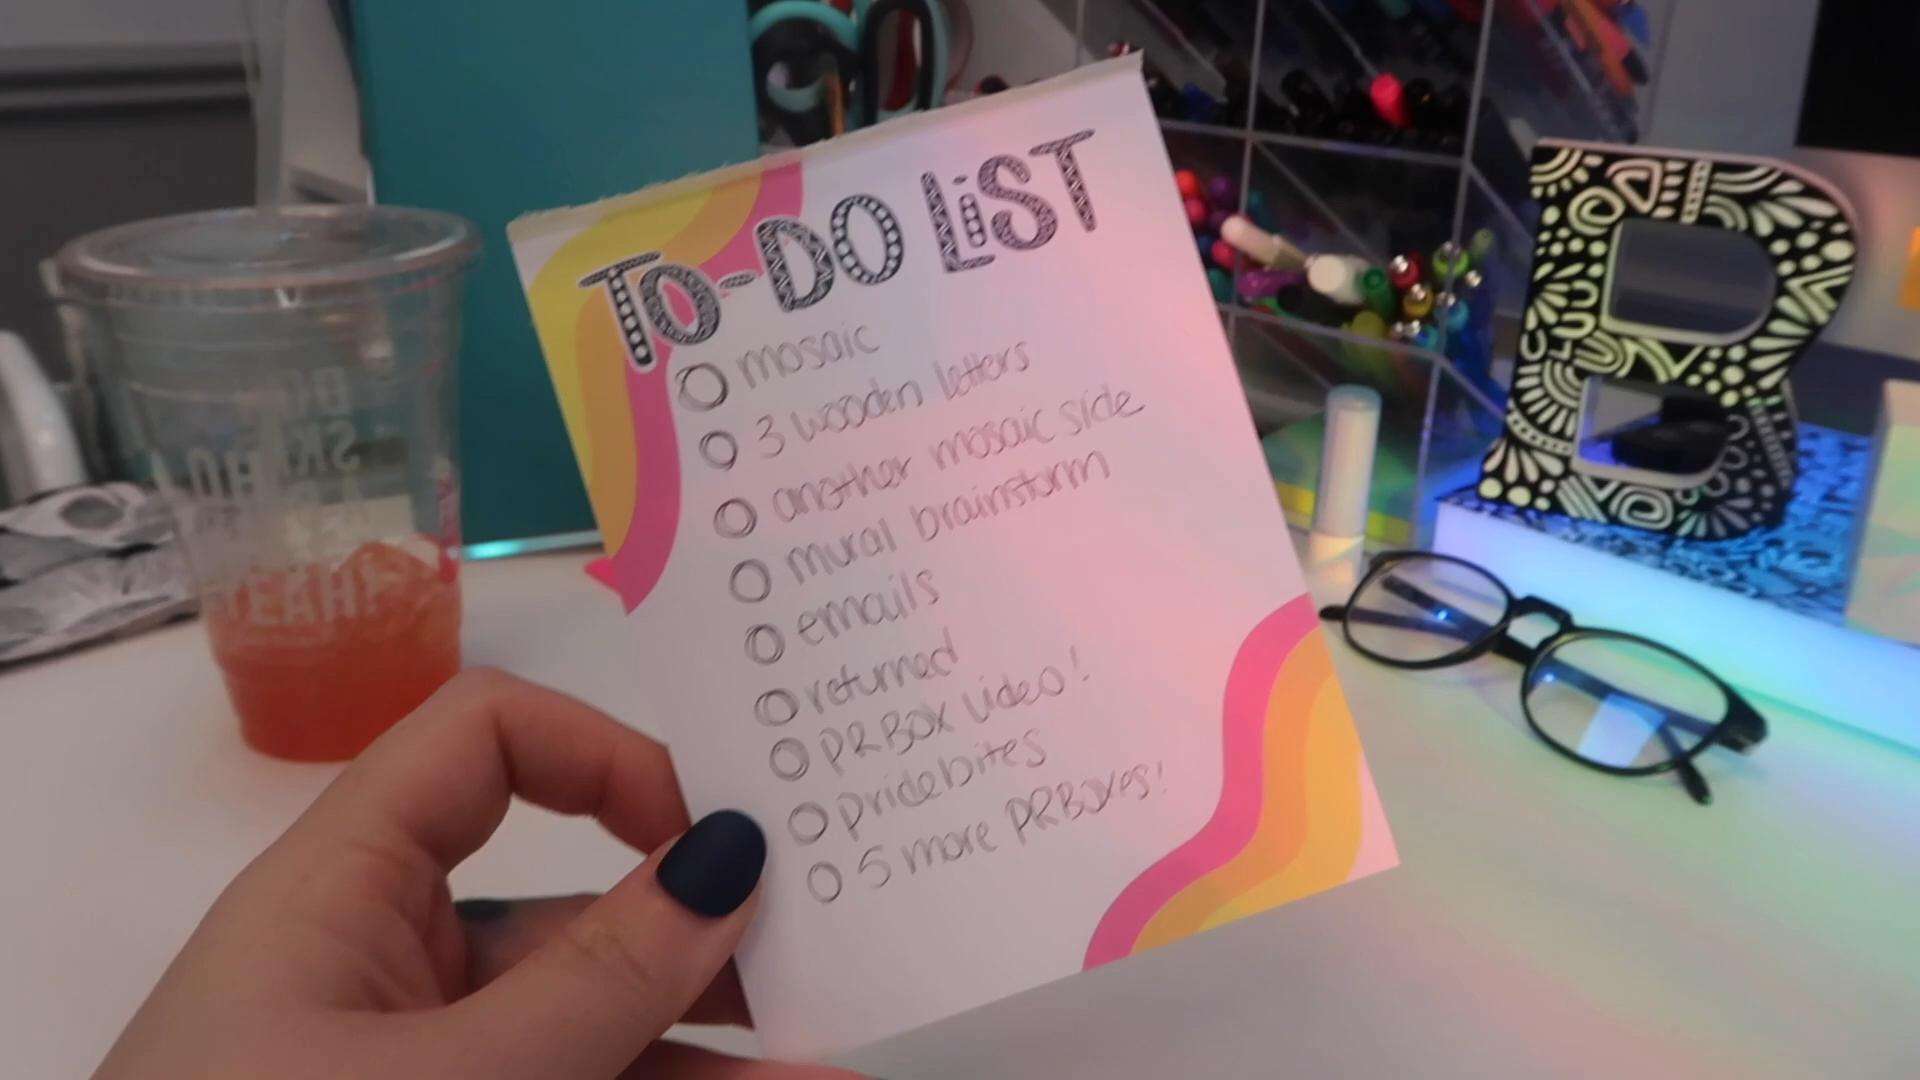 TO-DO LiST
mosaic
3 wooden letters
another mosaic side
mural brainstorm
emails
returned
PR BOX video!
pridebites
5 more PR Boxes!
YEAH!
B